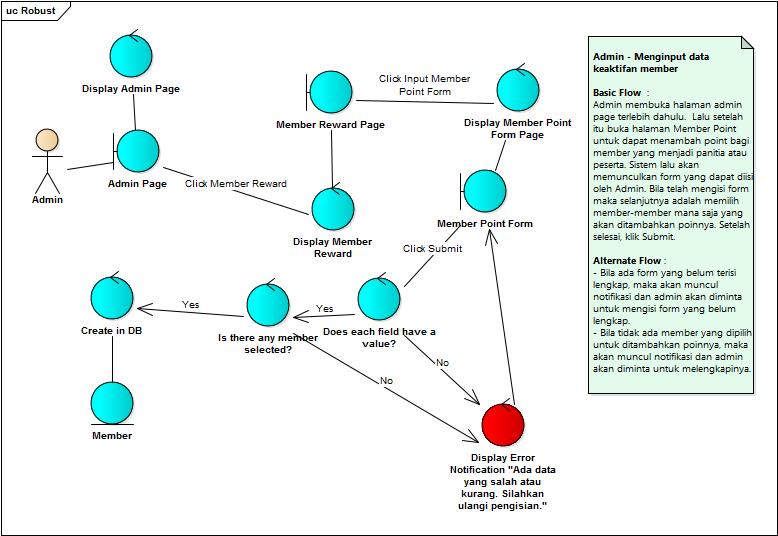 uc Robust
Display Admin Page
Admin
Admin Page
Click Member Reward
Member Reward Page
Click Input Member
Point Form
Display Member Point
Form Page
Display Member
Reward
Member Point Form
Click Submit
Create in DB
Yes
Is there any member
selected?
Yes
Does each field have a
value?
No
No
Member
Display Error
Notification "Ada data
yang salah atau
kurang. Silahkan
ulangi pengisian."
Admin - Menginput data
keaktifan member
Basic Flow :
Admin membuka halaman admin
page terlebih dahulu. Lalu setelah
itu buka halaman Member Point
untuk dapat menambah point bagi
member yang menjadi panitia atau
peserta. Sistem lalu akan
memunculkan form yang dapat diisi
oleh Admin. Bila telah mengisi form
maka selanjutnya adalah memilih
member-member mana saja yang
akan ditambahkan poinnya. Setelah
selesai, klik Submit.
Alternate Flow :
- Bila ada form yang belum terisi
lengkap, maka akan muncul
notifikasi dan admin akan diminta
untuk mengisi form yang belum
lengkap.
- Bila tidak ada member yang dipilih
untuk ditambahkan poinnya, maka
akan muncul notifikasi dan admin
akan diminta untuk melengkapinya.